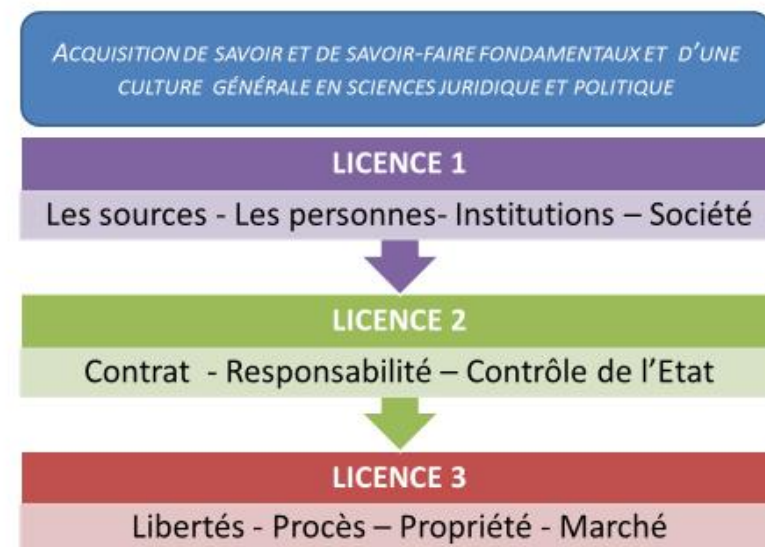 ACQUISITION DE SAVOIR ET DE SAVOIR-FAIRE FONDAMENTAUX ET D'UNE
CULTURE GÉNÉRALE EN SCIENCES JURIDIQUE ET POLITIQUE
LICENCE 1
Les sources - Les personnes- Institutions – Société
LICENCE 2
Contrat - Responsabilité – Contrôle de l'Etat
LICENCE 3
Libertés - Procès – Propriété - Marché